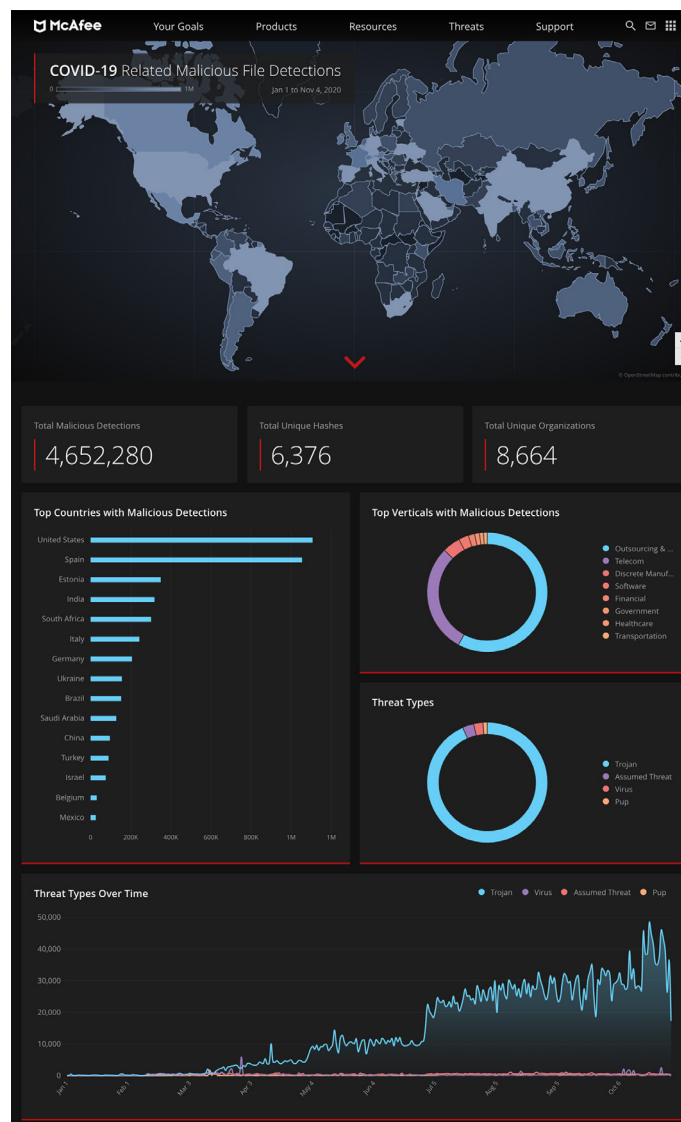 McAfee
Your Goals
Products
Resources
Threats
Support
COVID-19 Related Malicious File Detections
0
1M
Jan 1 to Nov 4, 2020
Total Malicious Detections
4,652,280
Total Unique Hashes
6,376
Total Unique Organizations
8,664
Top Countries with Malicious Detections
United States
Spain
Estonia
India
South Africa
Italy
Germany
Ukraine
Brazil
Saudi Arabia
China
Turkey
Israel
Belgium
Mexico
0
200K
400K
600K
800K
1M
1M
Top Verticals with Malicious Detections
Outsourcing & ...
Telecom
Discrete Manuf...
Software
Financial
Government
Healthcare
Transportation
Threat Types
Trojan
Assumed Threat
Virus
Pup
Threat Types Over Time
Trojan
Virus
Assumed Threat
Pup
50,000
40,000
30,000
20,000
10,000
0
Jan 1
Feb 1
Mar 3
Apr 3
May 4
Jun 4
Jul 5
Aug 5
Sep 5
Oct 6